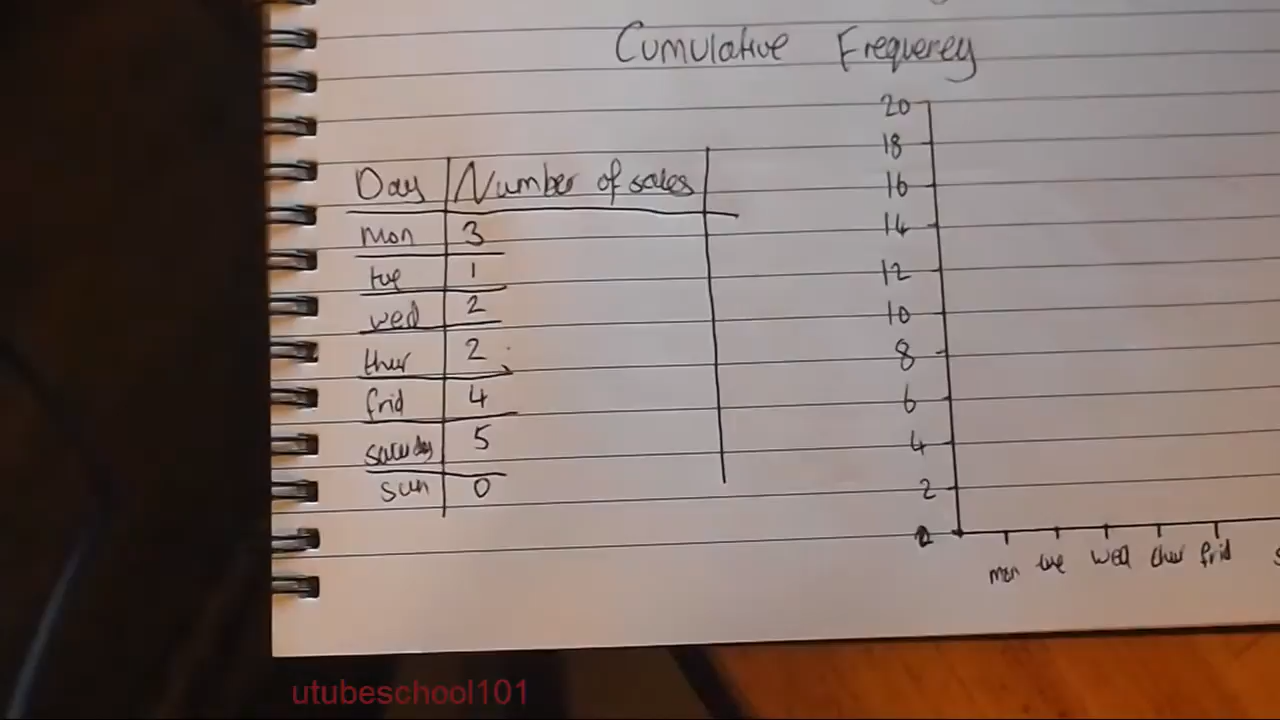 Cumulative Frequency
Day Number of sales
Mon 3
tue 1
wed 2
thur 2
frid 4
saturday 5
sun 0
20
18
16
14
12
10
8
6
4
2
mon tue wed thur frid s
utubeschool101